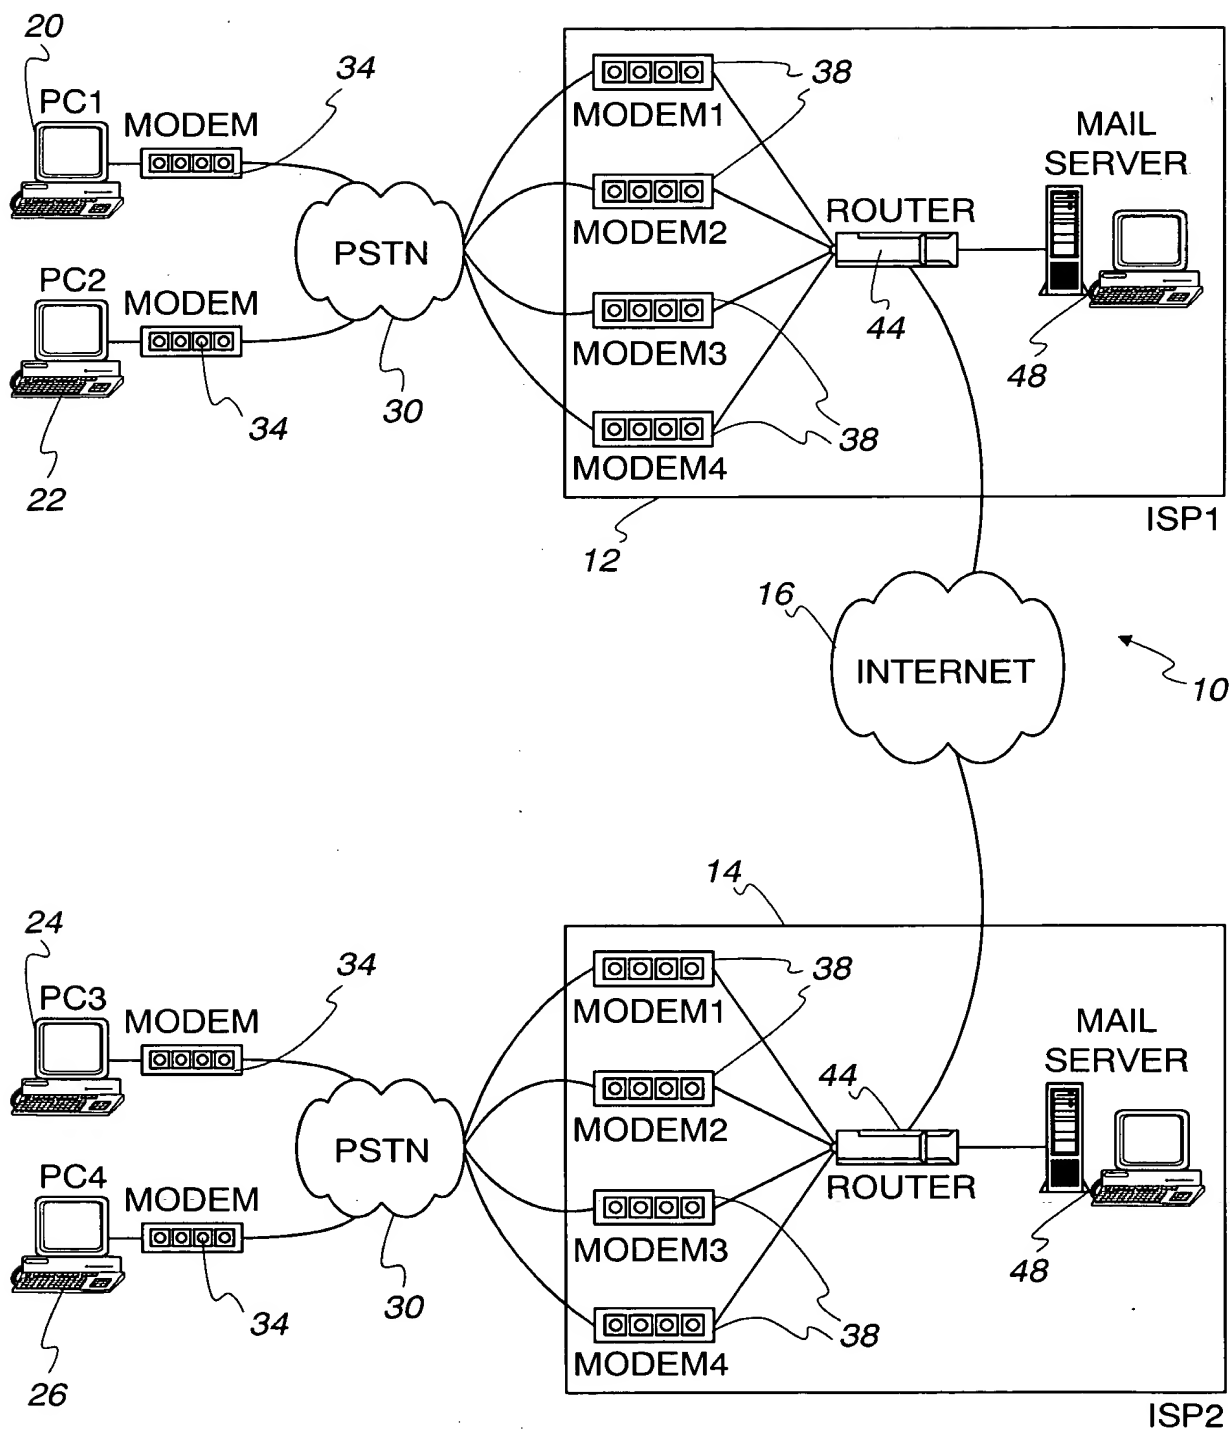 20
PC1
MODEM
34
PC2
MODEM
34
22
PSTN
30
MODEM1
38
MODEM2
MODEM3
MODEM4
38
ROUTER
44
MAIL
SERVER
48
ISP1
12
16
INTERNET
10
14
24
PC3
MODEM
34
PC4
MODEM
34
26
PSTN
30
MODEM1
38
MODEM2
MODEM3
MODEM4
38
44
ROUTER
MAIL
SERVER
48
ISP2